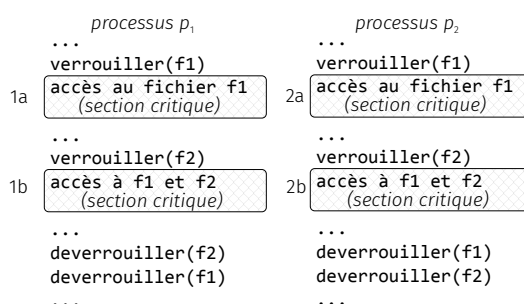 processus p₁
...
verrouiller(f1)
1a
accès au fichier f1
(section critique)
...
verrouiller(f2)
1b
accès à f1 et f2
(section critique)
...
deverrouiller(f2)
deverrouiller(f1)
...
processus p₂
...
verrouiller(f1)
2a
accès au fichier f1
(section critique)
...
verrouiller(f2)
2b
accès à f1 et f2
(section critique)
...
deverrouiller(f1)
deverrouiller(f2)
...